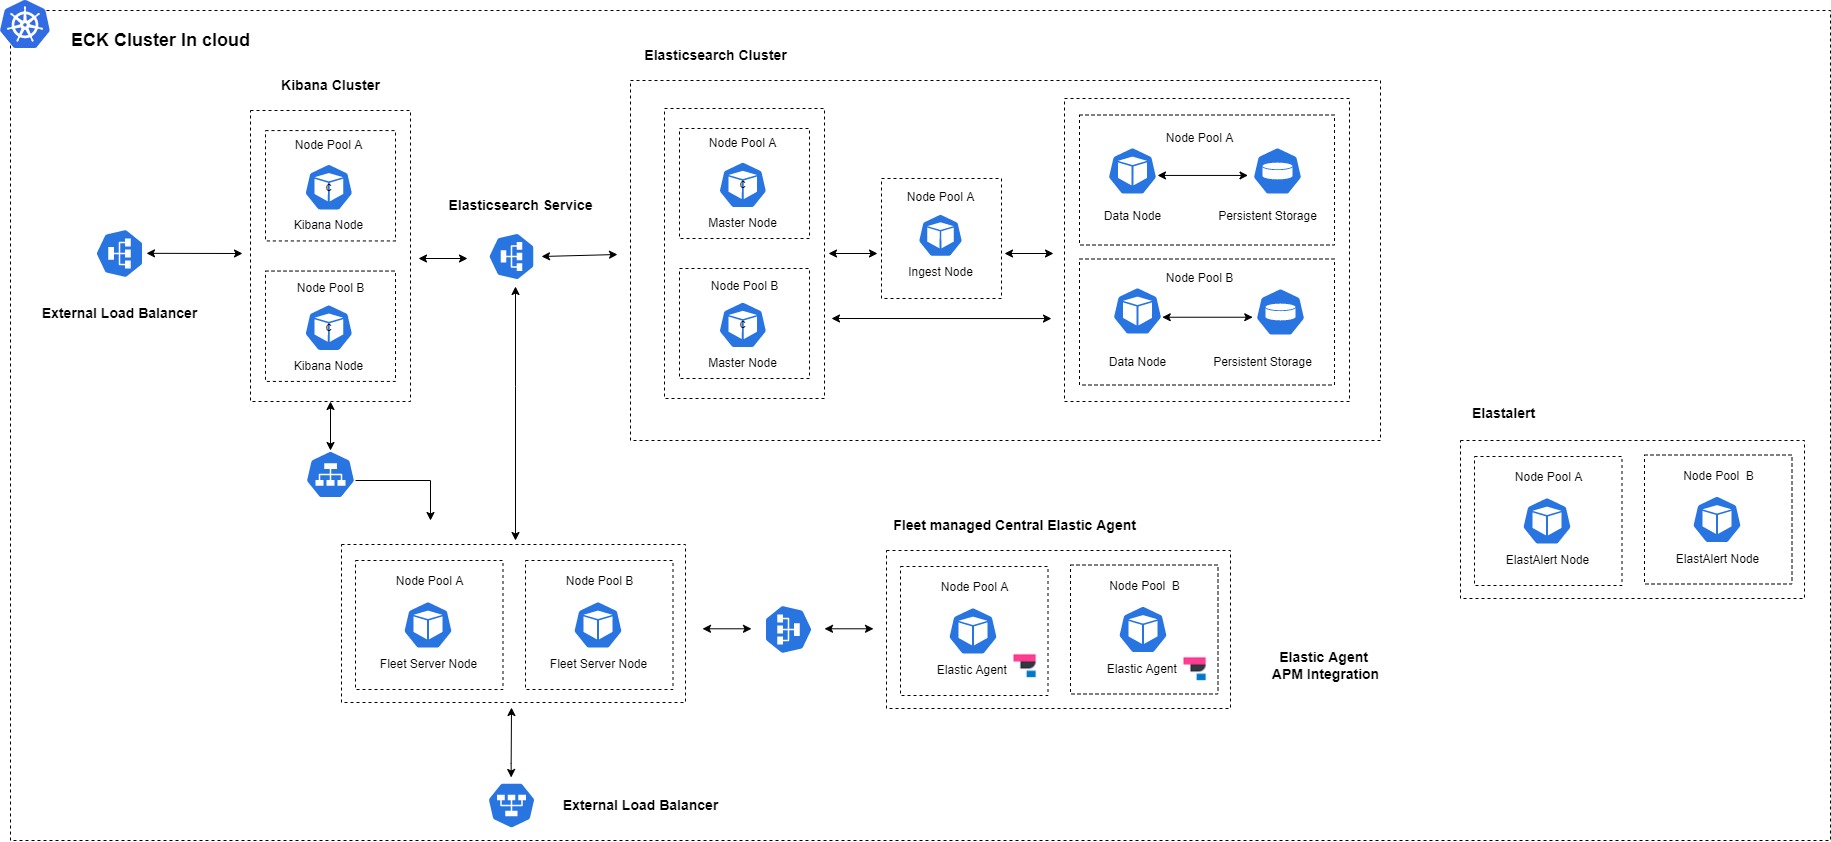 ECK Cluster In cloud
Elasticsearch Cluster
Kibana Cluster
Node Pool A
C
Kibana Node
Node Pool B
C
Kibana Node
External Load Balancer
Elasticsearch Service
Node Pool A
C
Master Node
Node Pool B
C
Master Node
Node Pool A
Ingest Node
Node Pool A
Data Node
Persistent Storage
Node Pool B
Data Node
Persistent Storage
Elastalert
Node Pool A
ElastAlert Node
Node Pool B
ElastAlert Node
Node Pool A
Fleet Server Node
Node Pool B
Fleet Server Node
Fleet managed Central Elastic Agent
Node Pool A
Elastic Agent
Node Pool B
Elastic Agent
Elastic Agent
APM Integration
External Load Balancer